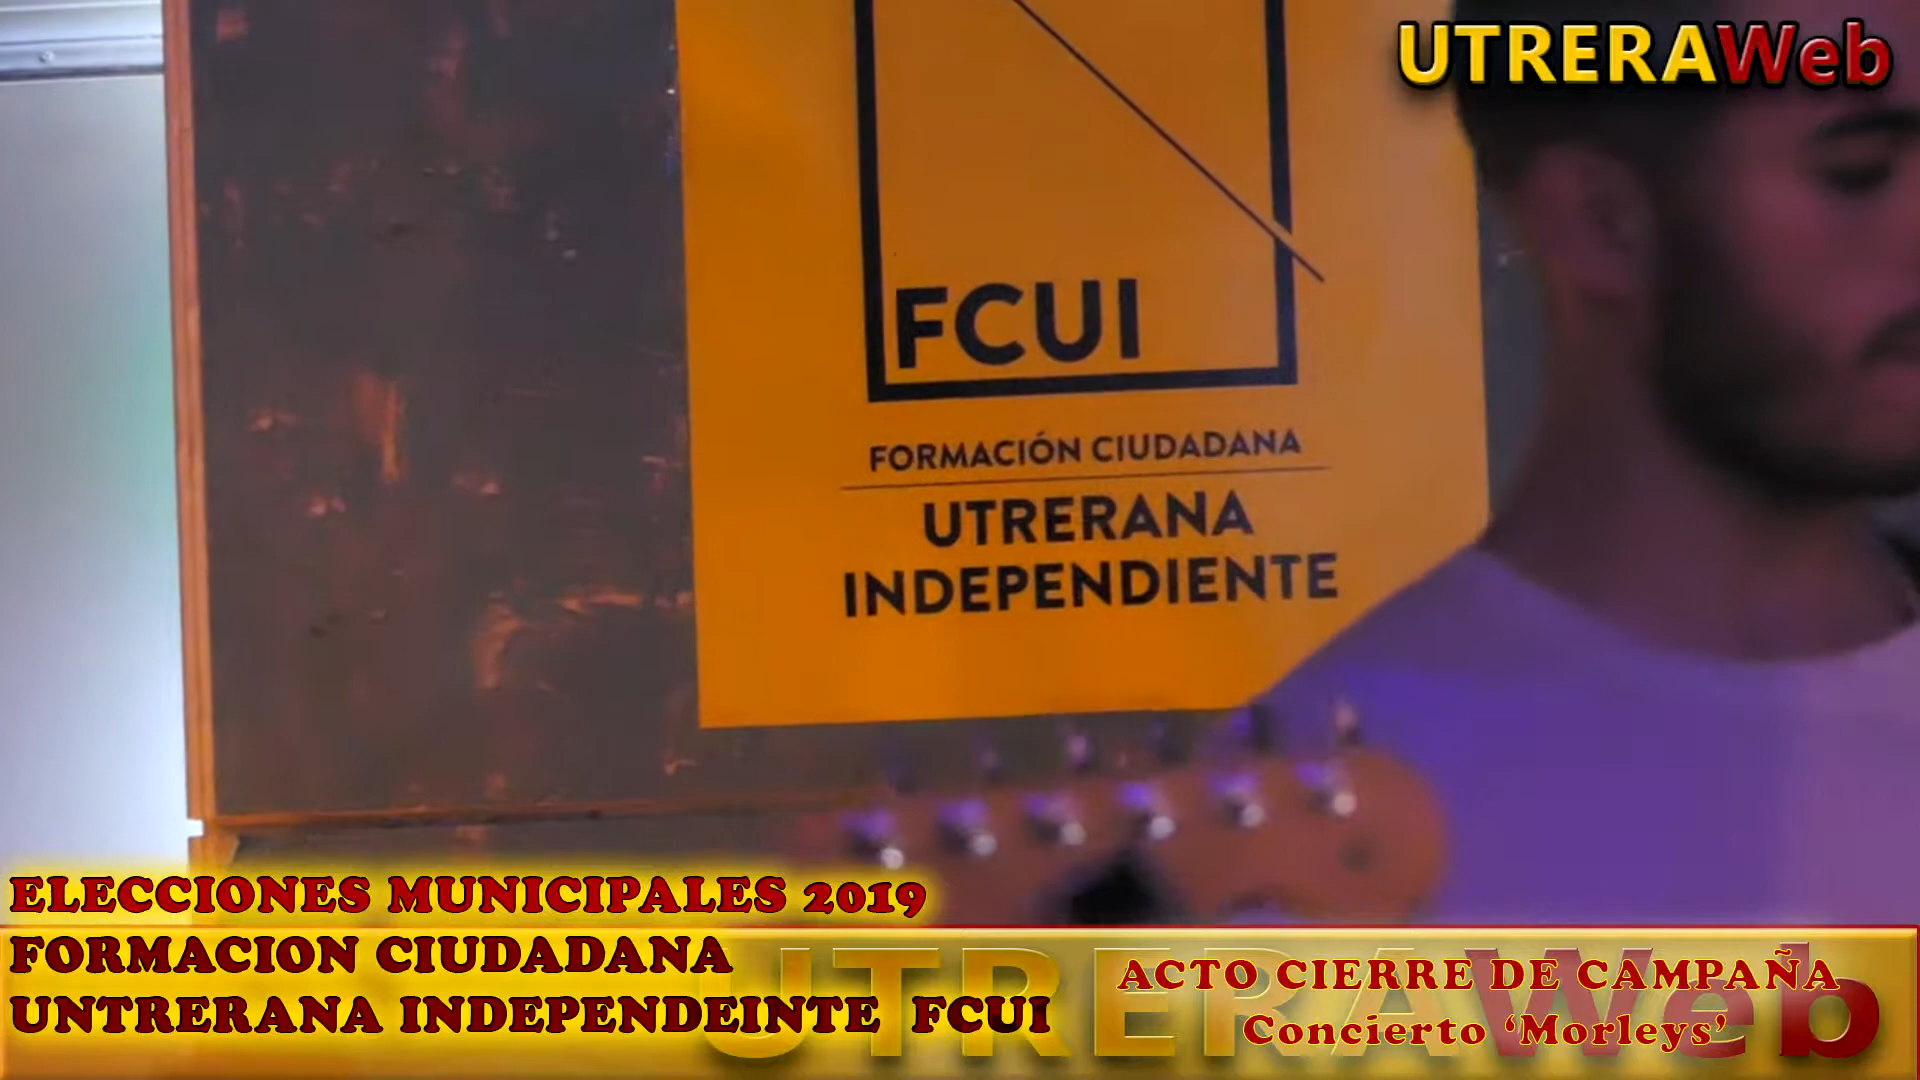 UTRERAWeb
FCUI
FORMACIÓN CIUDADANA
UTRERANA
INDEPENDIENTE
ELECCIONES MUNICIPALES 2019
FORMACION CIUDADANA
UNTRERANA INDEPENDEINTE FCUI
UTRERAWeb
ACTO CIERRE DE CAMPAÑA
Concierto ‘Morleys’